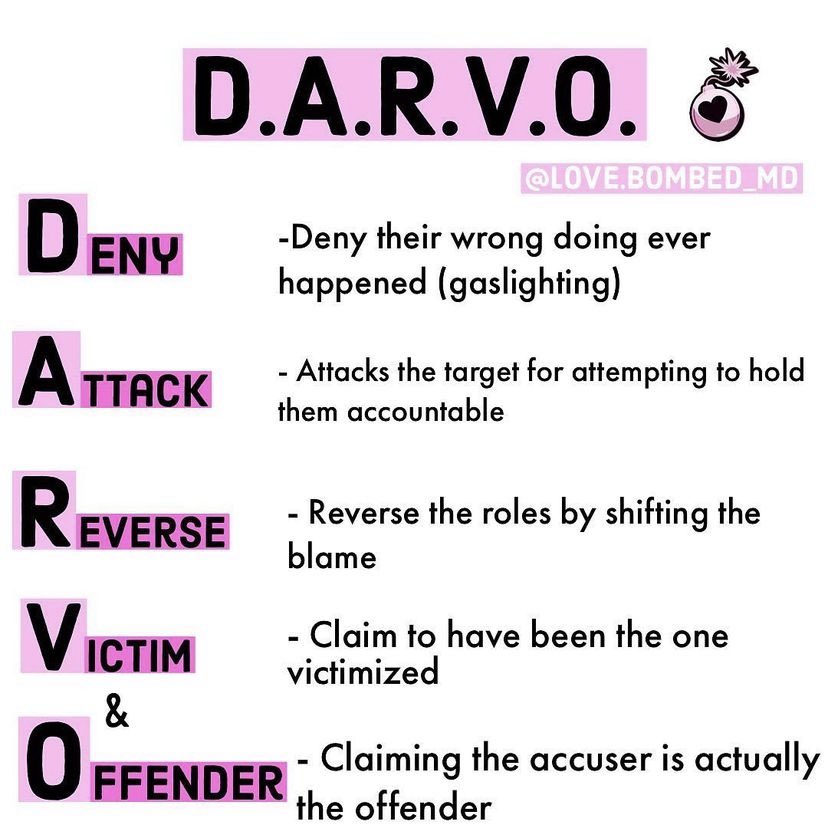 D.A.R.V.O.
@LOVE.BOMBED_MD
DENY
-Deny their wrong doing ever
happened (gaslighting)
ATTACK
- Attacks the target for attempting to hold
them accountable
REVERSE
- Reverse the roles by shifting the
blame
VICTIM
- Claim to have been the one
victimized
&
OFFENDER
- Claiming the accuser is actually
the offender